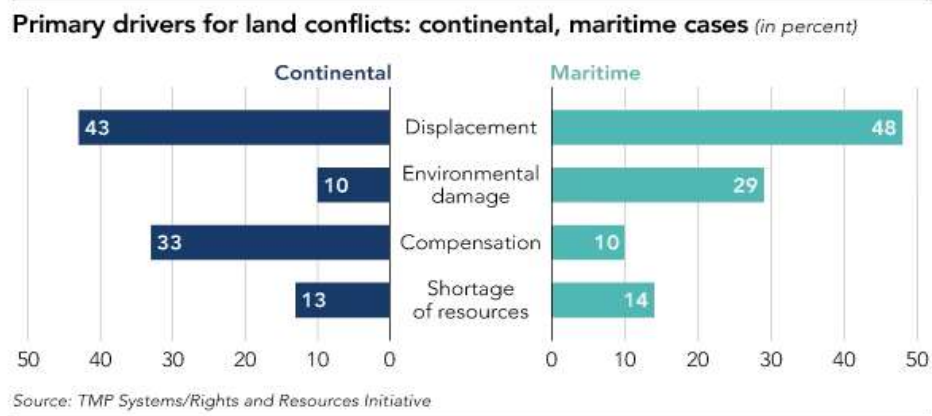 Primary drivers for land conflicts: continental, maritime cases (in percent)
Continental
Maritime
43
Displacement
48
10
Environmental
damage
29
33
Compensation
10
13
Shortage
of resources
14
50 40 30 20 10 0
0 10 20 30 40 50
Source: TMP Systems/Rights and Resources Initiative